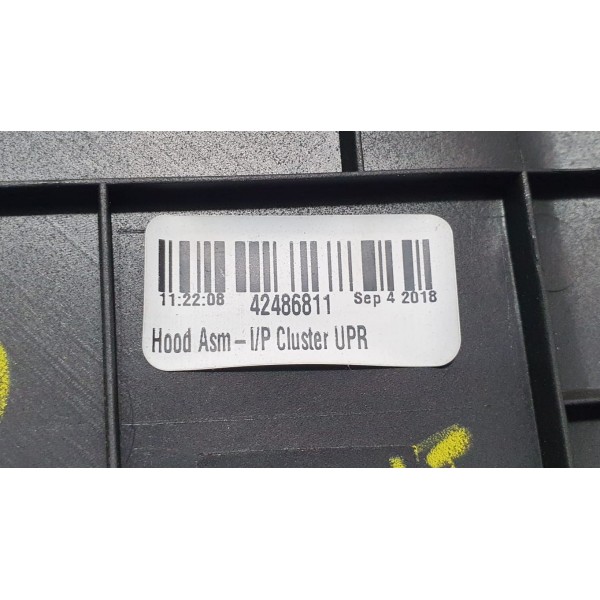 11:22:08 42486811 Sep 4 2018
Hood Asm – I/P Cluster UPR